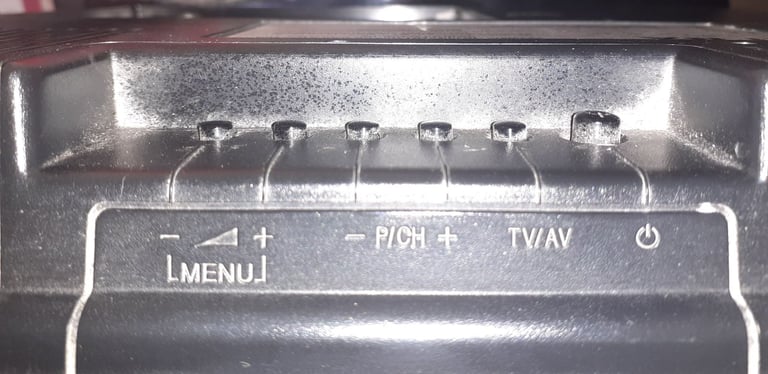 - + - P/CH + TV/AV
MENU